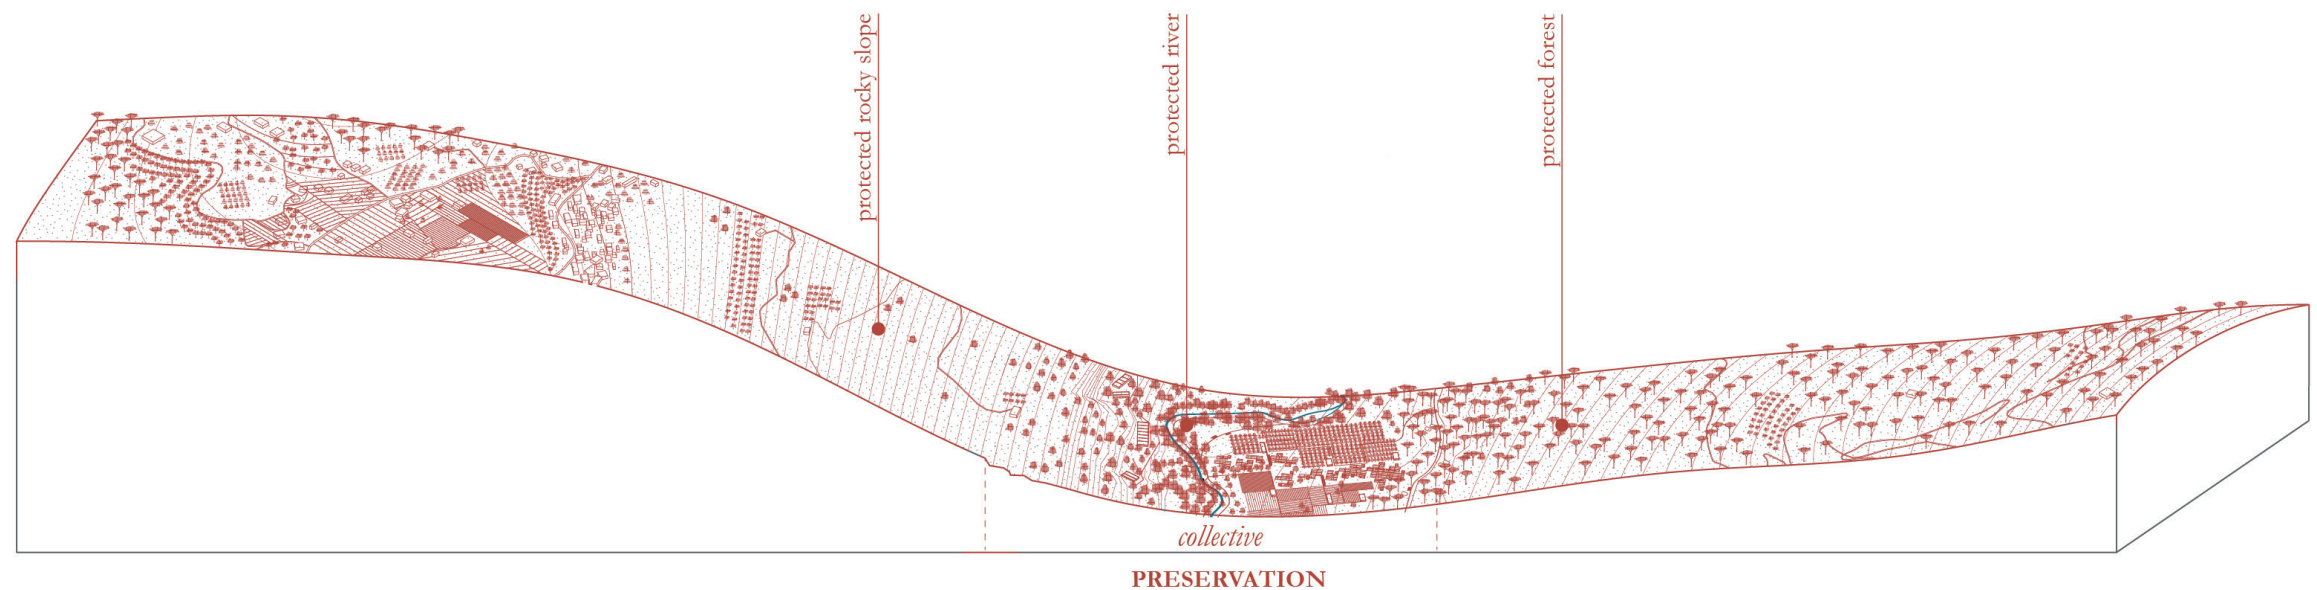 protected rocky slope
protected river
protected forest
collective
PRESERVATION